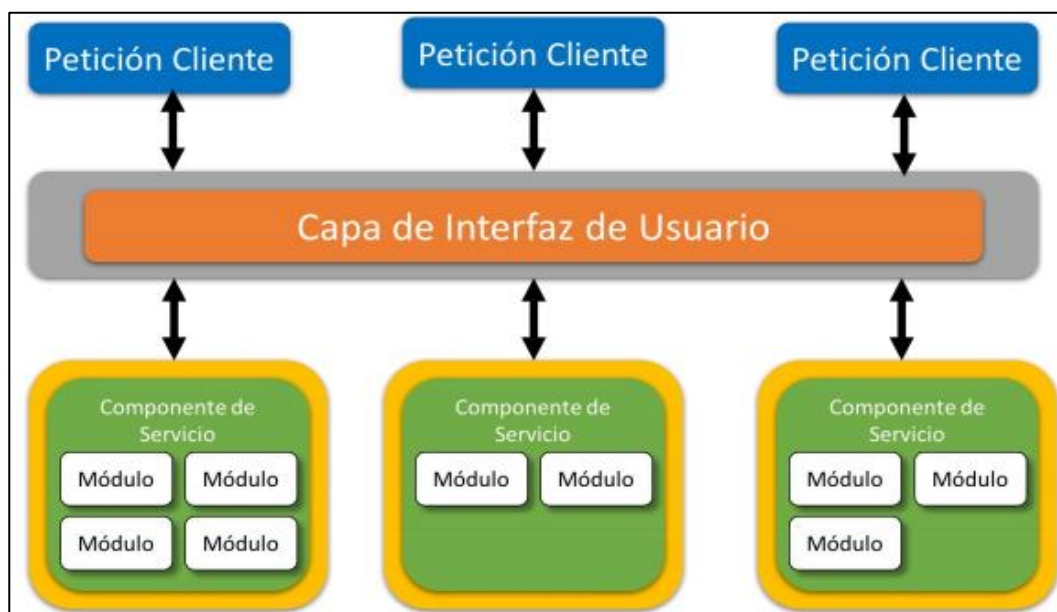 Petición Cliente
Petición Cliente
Petición Cliente
Capa de Interfaz de Usuario
Componente de
Servicio
Módulo
Módulo
Módulo
Módulo
Componente de
Servicio
Módulo
Módulo
Componente de
Servicio
Módulo
Módulo
Módulo